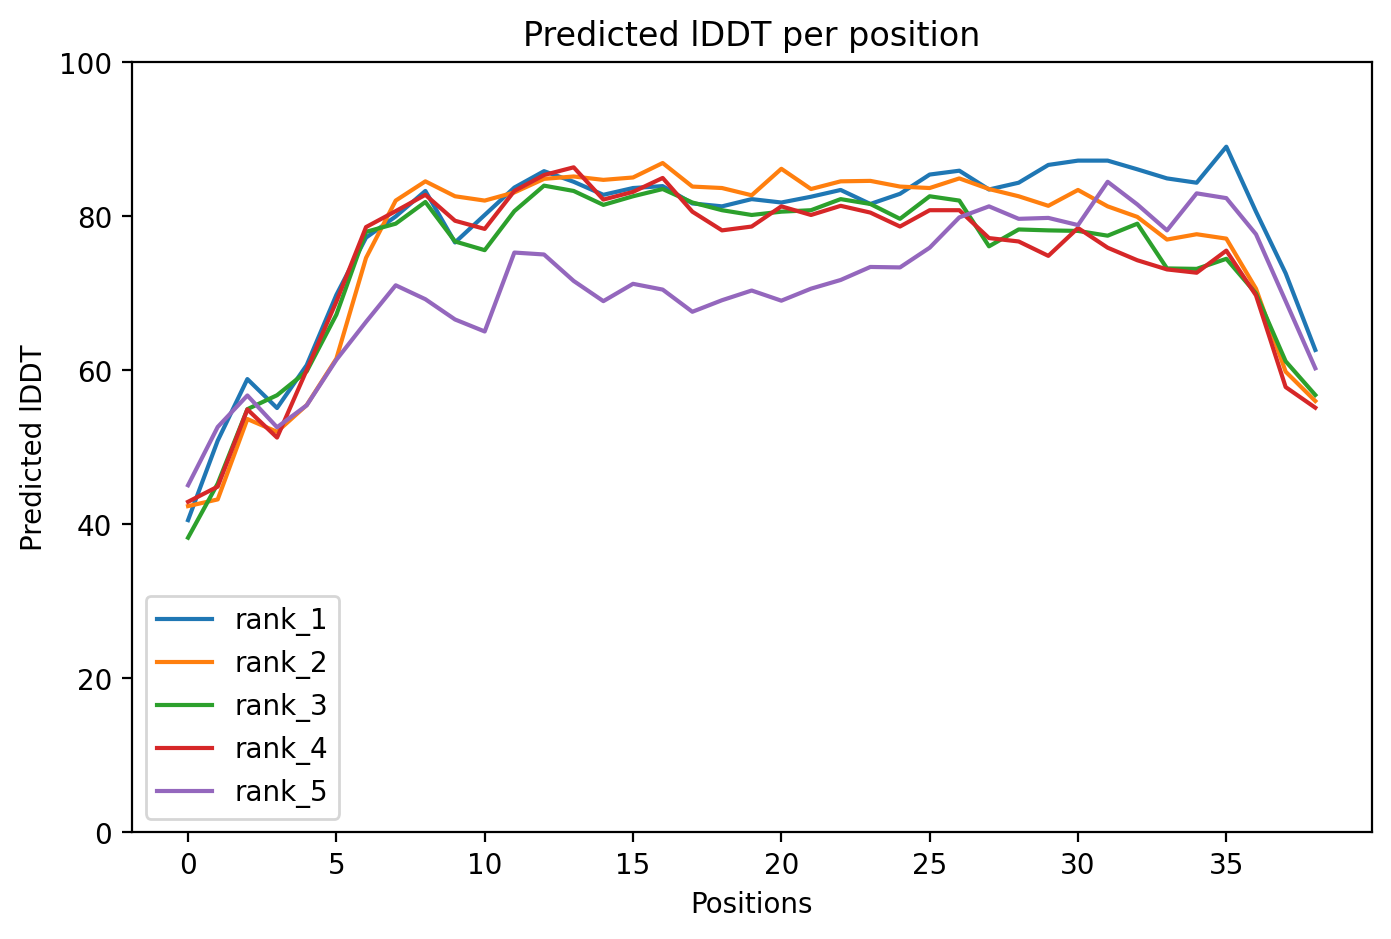 Predicted lDDT per position
Predicted lDDT
100
80
60
40
20
0
rank_1
rank_2
rank_3
rank_4
rank_5
0 5 10 15 20 25 30 35
Positions